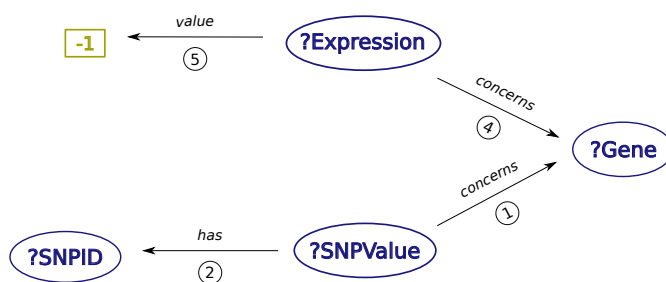 value
-1
?Expression
5
concerns
4
?Gene
concerns
1
has
?SNPID
?SNPValue
2